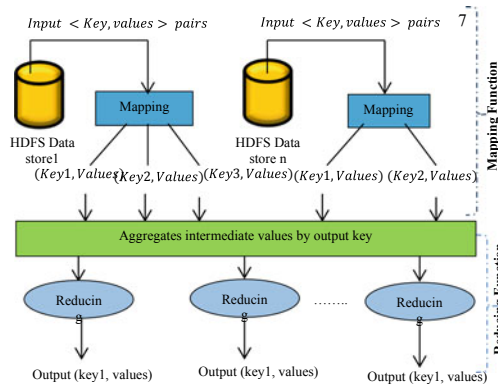 Input < Key, values > pairs
Input < Key, values > pairs
7
Mapping
Mapping
HDFS Data
store1
HDFS Data
store n
(Key1, Values)
(Key2, Values)
(Key3, Values)
(Key1, Values)
(Key2, Values)
Mapping Function
Aggregates intermediate values by output key
Reducin
g
Reducin
g
........
Reducin
g
Reducing Function
Output (key1, values)
Output (key1, values)
Output (key1, values)